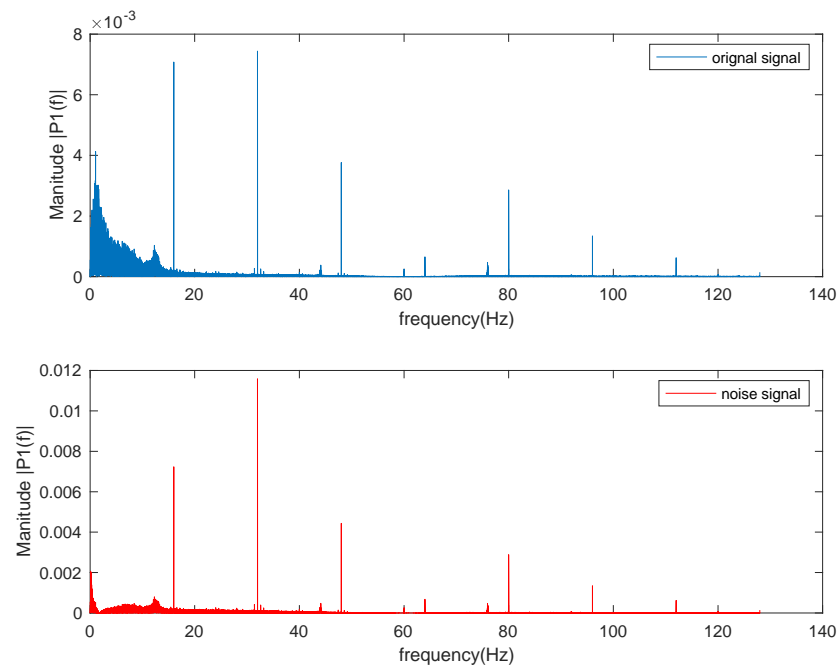 ×10-3
8
6
4
2
0
Manitude |P1(f)|
orignal signal
0 20 40 60 80 100 120 140
frequency(Hz)
0.012
0.01
0.008
0.006
0.004
0.002
0
Manitude |P1(f)|
noise signal
0 20 40 60 80 100 120 140
frequency(Hz)